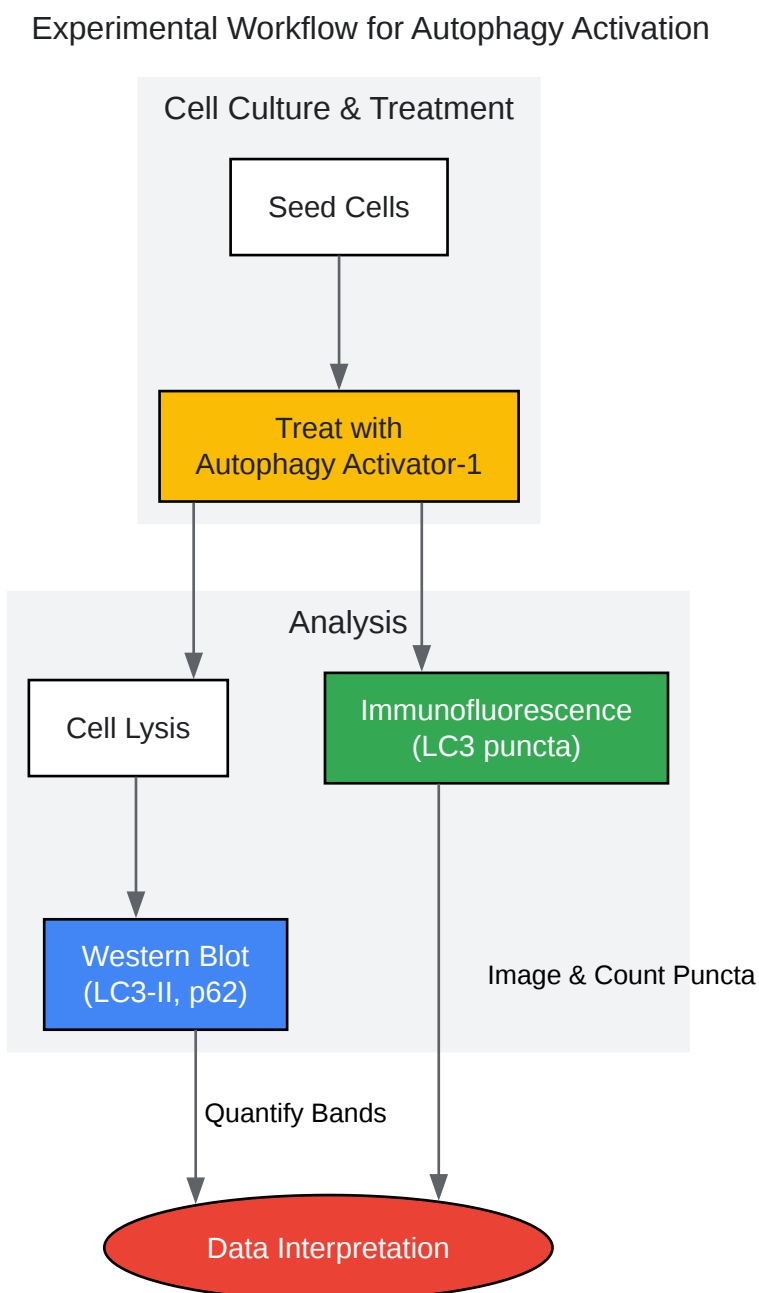 Experimental Workflow for Autophagy Activation
Cell Culture & Treatment
Seed Cells
Treat with
Autophagy Activator-1
Analysis
Cell Lysis
Immunofluorescence
(LC3 puncta)
Western Blot
(LC3-II, p62)
Image & Count Puncta
Quantify Bands
Data Interpretation